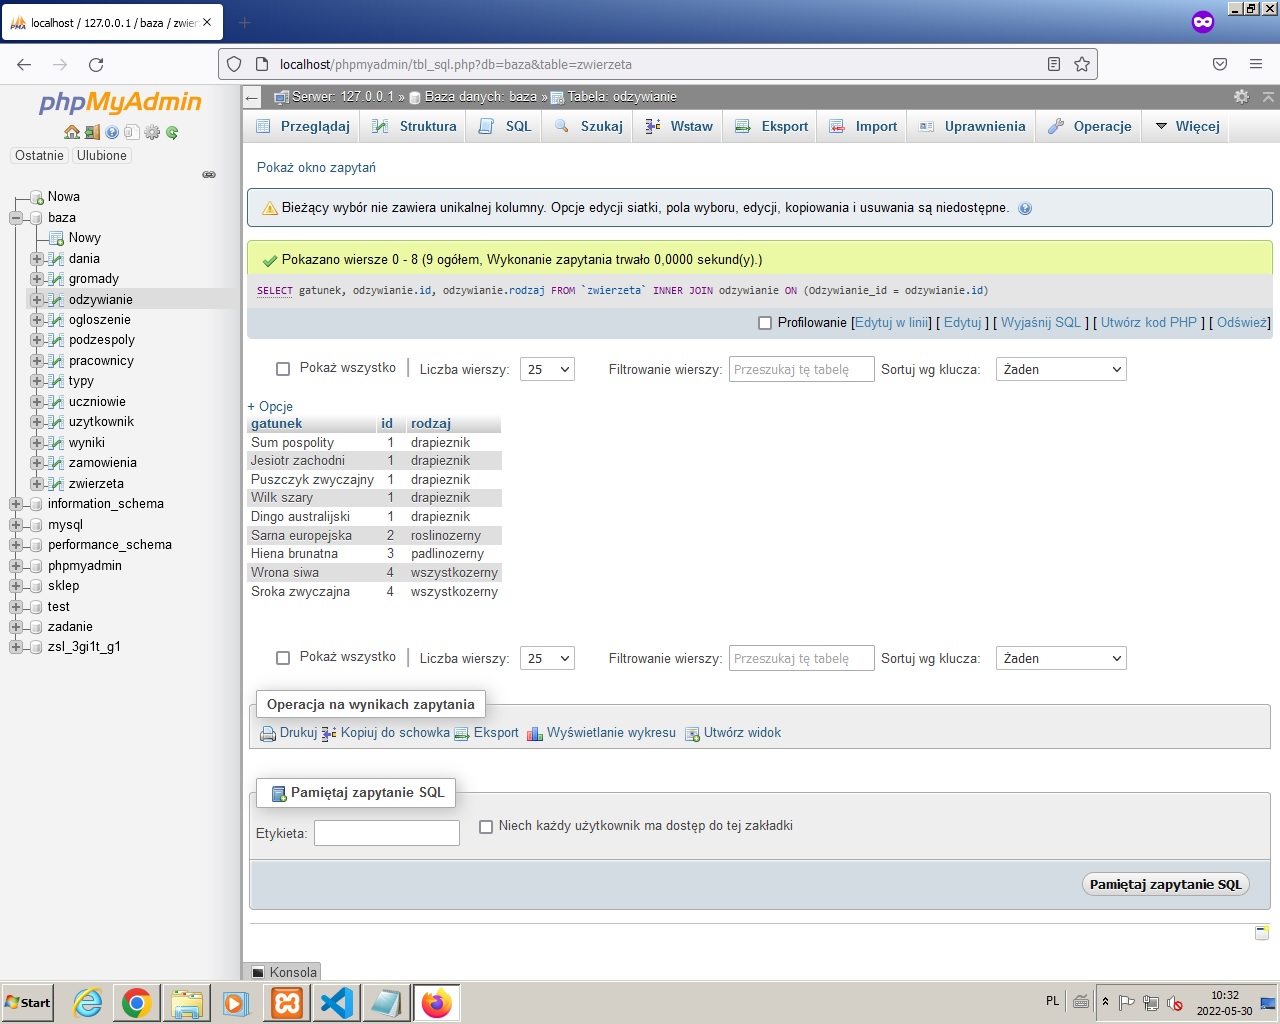 localhost / 127.0.0.1 / baza / zwier
localhost/phpmyadmin/tbl_sql.php?db=baza&table=zwierzeta
phpMyAdmin
Ostatnie Ulubione
Nowa
baza
Nowy
dania
gromady
odzywianie
ogloszenie
podzespoly
pracownicy
typy
uczniowie
uzytkownik
wyniki
zamowienia
zwierzeta
information_schema
mysql
performance_schema
phpmyadmin
sklep
test
zadanie
zsl_3gi1t_g1
Serwer: 127.0.0.1 » Baza danych: baza » Tabela: odzywianie
Przeglądaj Struktura SQL Szukaj Wstaw Eksport Import Uprawnienia Operacje Więcej
Pokaż okno zapytań
Bieżący wybór nie zawiera unikalnej kolumny. Opcje edycji siatki, pola wyboru, edycji, kopiowania i usuwania są niedostępne.
Pokazano wiersze 0 - 8 (9 ogółem, Wykonanie zapytania trwało 0,0000 sekund(y).)
SELECT gatunek, odzywianie.id, odzywianie.rodzaj FROM `zwierzeta` INNER JOIN odzywianie ON (Odzywianie_id = odzywianie.id)
Profilowanie [Edytuj w linii] [ Edytuj ] [ Wyjaśnij SQL ] [ Utwórz kod PHP ] [ Odśwież]
Pokaż wszystko | Liczba wierszy: 25 Filtrowanie wierszy: Przeszukaj tę tabelę Sortuj wg klucza: Żaden
+ Opcje
gatunek id rodzaj
Sum pospolity 1 drapieznik
Jesiotr zachodni 1 drapieznik
Puszczyk zwyczajny 1 drapieznik
Wilk szary 1 drapieznik
Dingo australijski 1 drapieznik
Sarna europejska 2 roslinozerny
Hiena brunatna 3 padlinozerny
Wrona siwa 4 wszystkozerny
Sroka zwyczajna 4 wszystkozerny
Pokaż wszystko | Liczba wierszy: 25 Filtrowanie wierszy: Przeszukaj tę tabelę Sortuj wg klucza: Żaden
Operacja na wynikach zapytania
Drukuj Kopiuj do schowka Eksport Wyświetlanie wykresu Utwórz widok
Pamiętaj zapytanie SQL
Etykieta: Niech każdy użytkownik ma dostęp do tej zakładki
Pamiętaj zapytanie SQL
Konsola
Start PL 10:32
2022-05-30